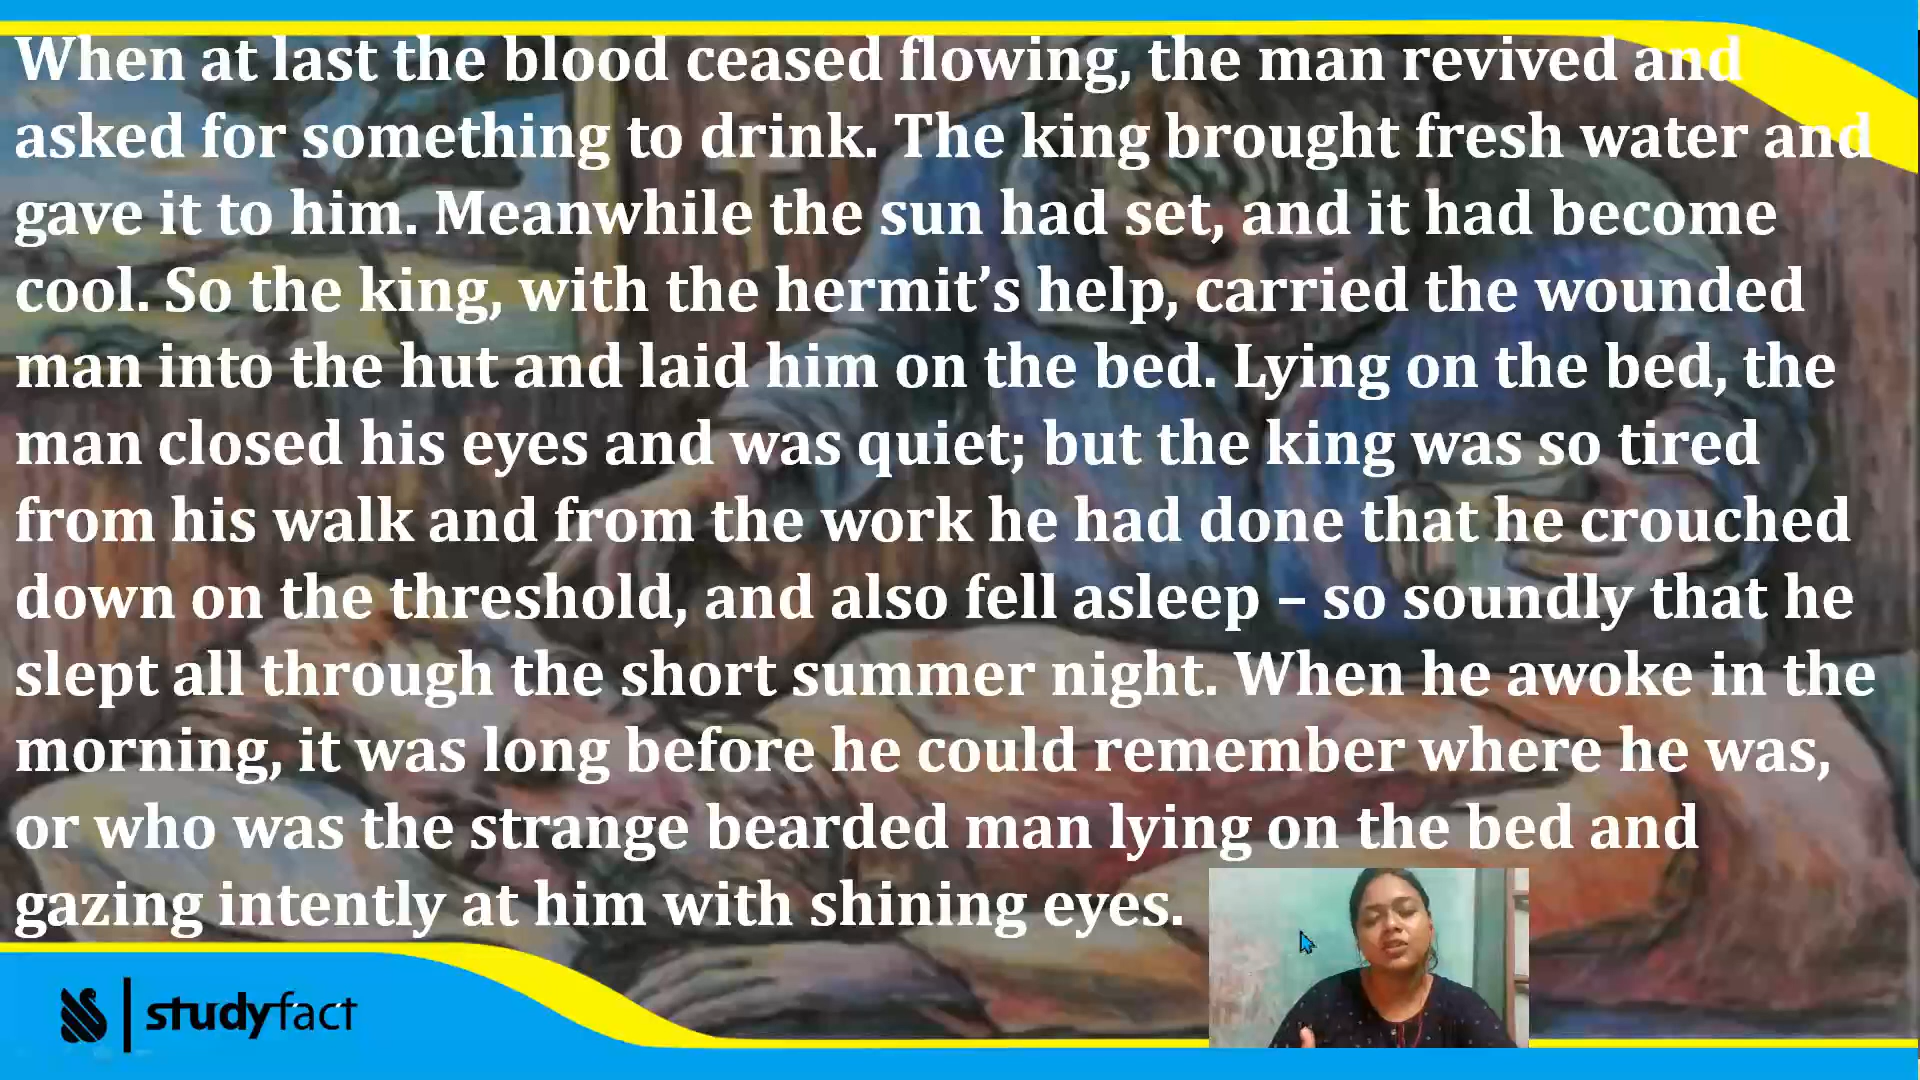 When at last the blood ceased flowing, the man revived and
asked for something to drink. The king brought fresh water and
gave it to him. Meanwhile the sun had set, and it had become
cool. So the king, with the hermit’s help, carried the wounded
man into the hut and laid him on the bed. Lying on the bed, the
man closed his eyes and was quiet; but the king was so tired
from his walk and from the work he had done that he crouched
down on the threshold, and also fell asleep – so soundly that he
slept all through the short summer night. When he awoke in the
morning, it was long before he could remember where he was,
or who was the strange bearded man lying on the bed and
gazing intently at him with shining eyes.
studyfact